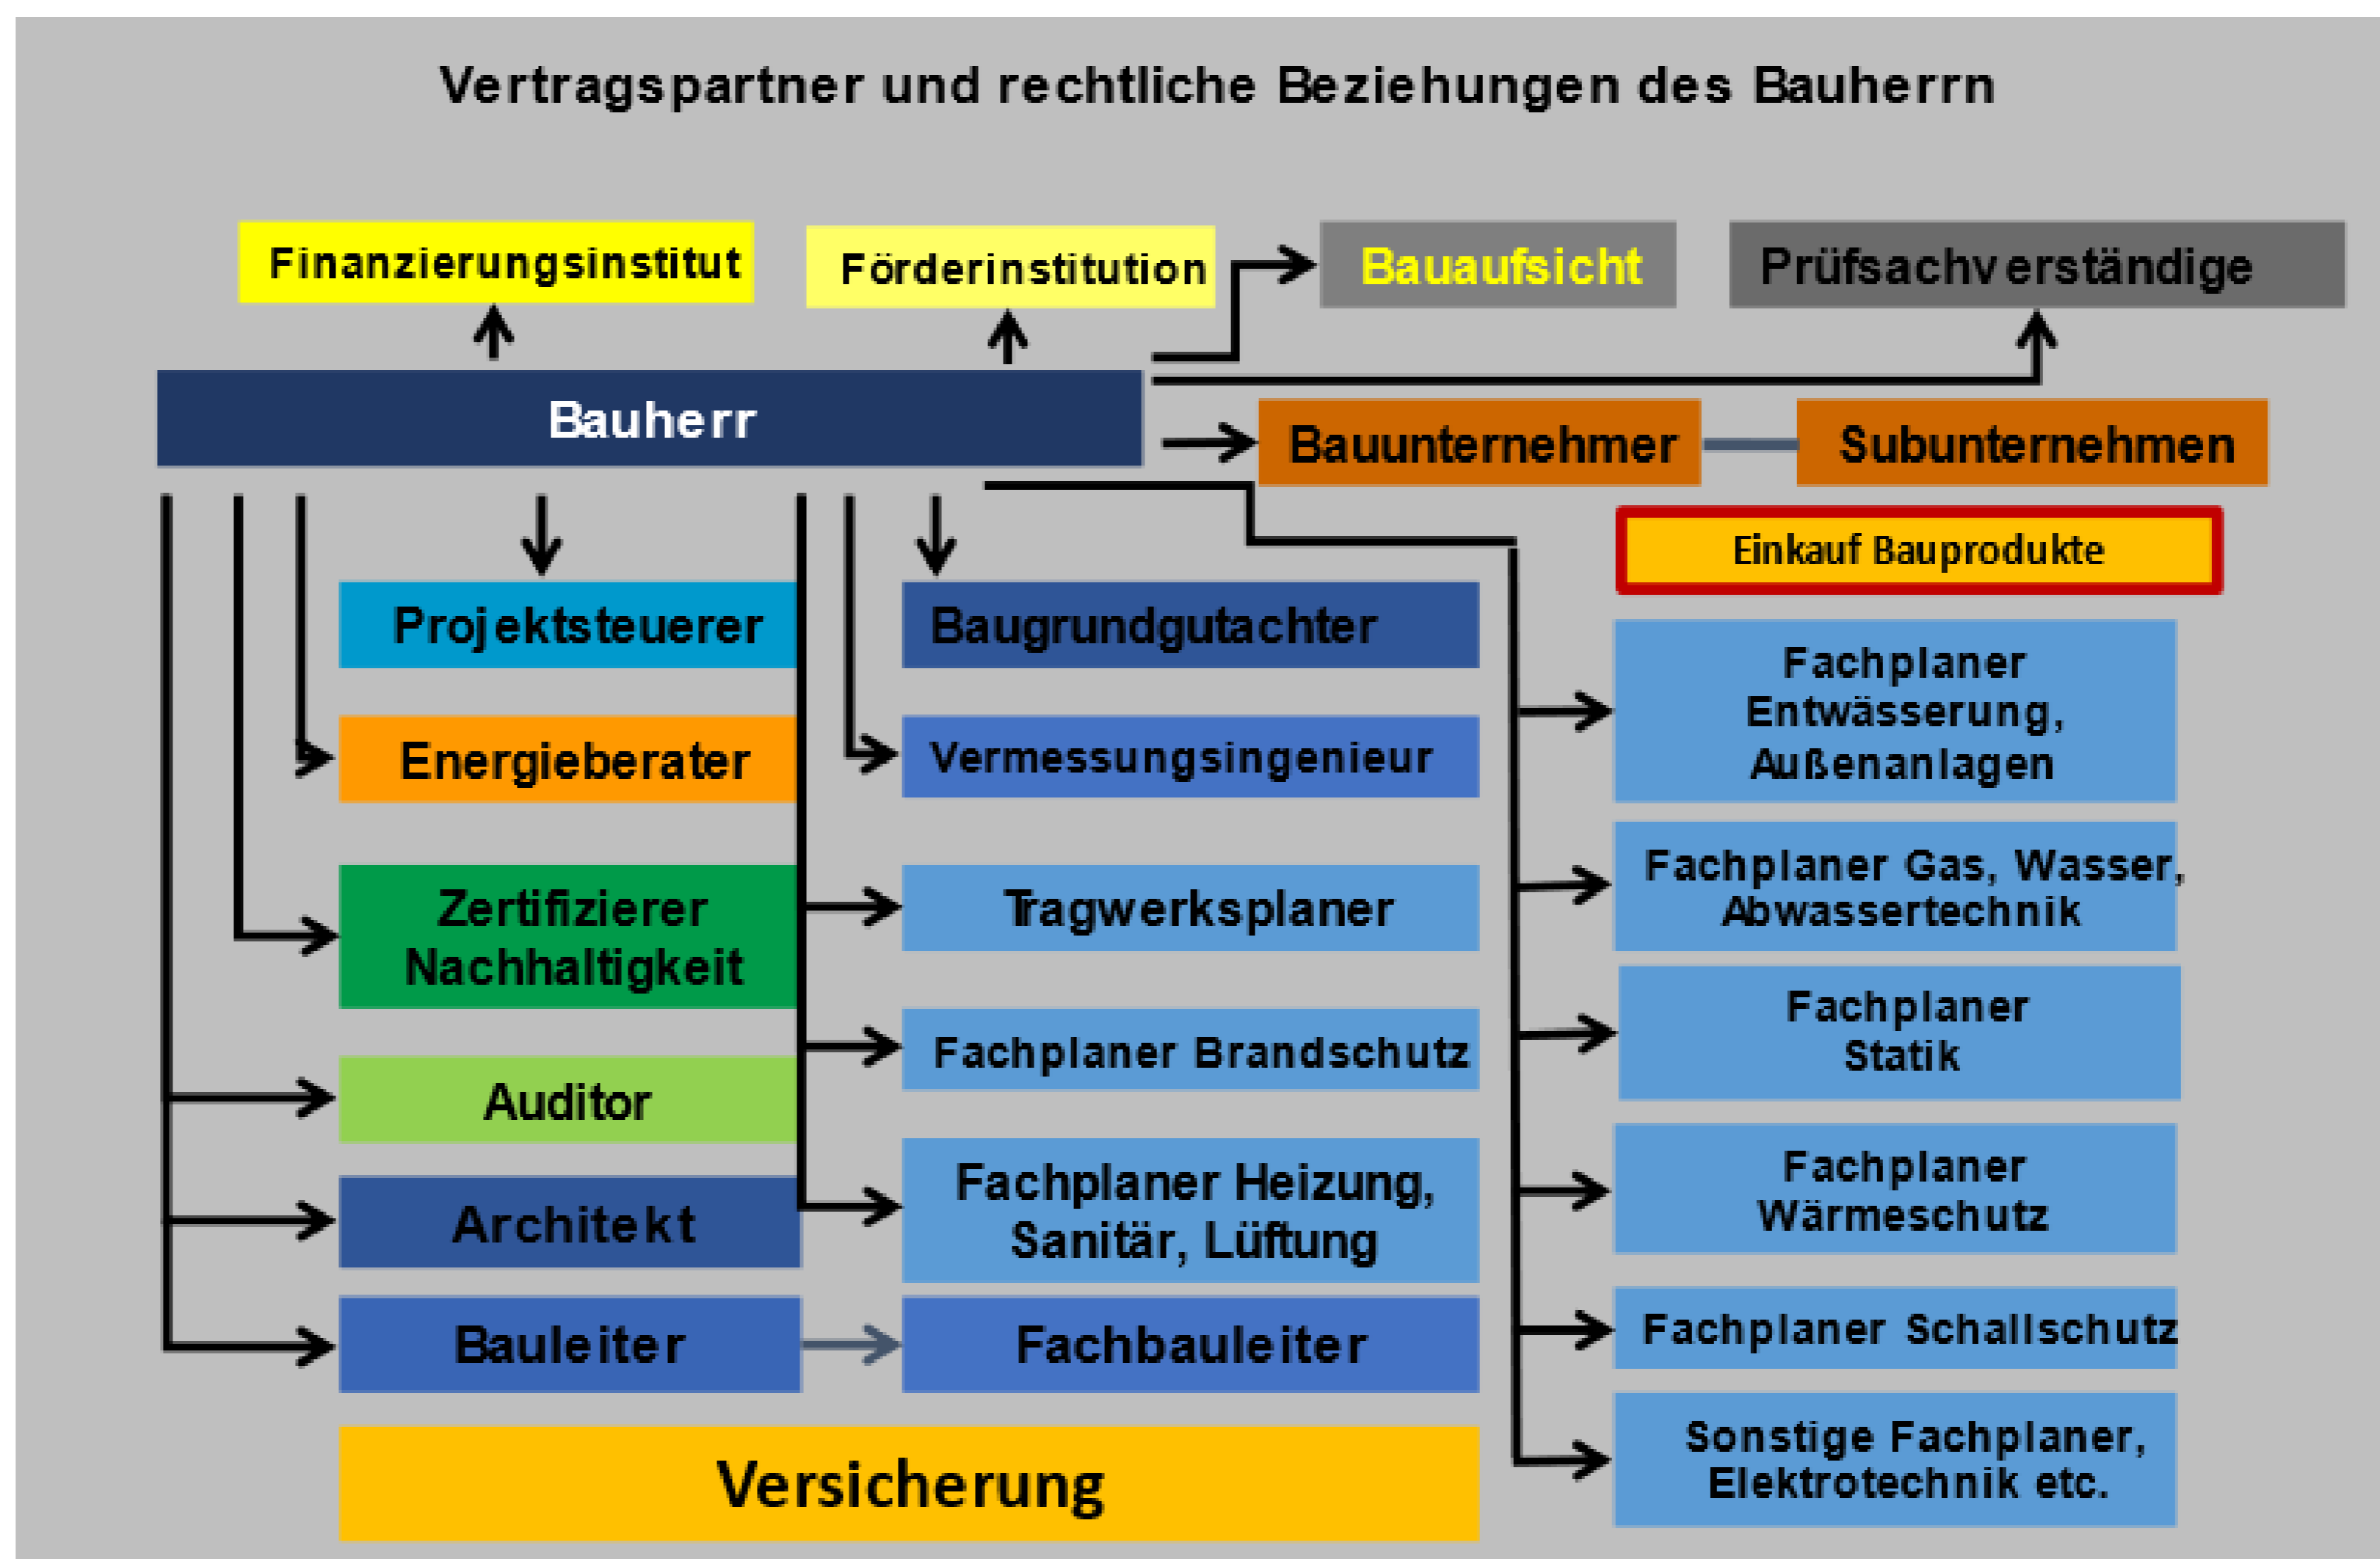 Vertragspartner und rechtliche Beziehungen des Bauherrn
Finanzierungsinstitut
Förderinstitution
Bauaufsicht
Prüfsachverständige
Bauherr
Bauunternehmer
Subunternehmen
Einkauf Bauprodukte
Projektsteuerer
Energieberater
Zertifizierer
Nachhaltigkeit
Auditor
Architekt
Bauleiter
Baugrundgutachter
Vermessungsingenieur
Tragwerksplaner
Fachplaner Brandschutz
Fachplaner Heizung,
Sanitär, Lüftung
Fachbauleiter
Versicherung
Fachplaner
Entwässerung,
Außenanlagen
Fachplaner Gas, Wasser,
Abwassertechnik
Fachplaner
Statik
Fachplaner
Wärmeschutz
Fachplaner Schallschutz
Sonstige Fachplaner,
Elektrotechnik etc.